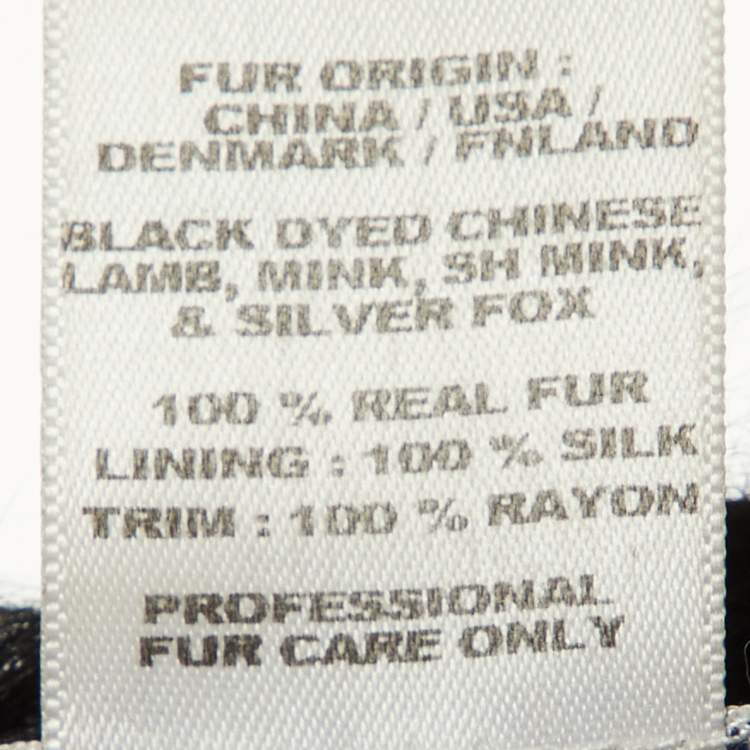 FUR ORIGIN :
CHINA / USA /
DENMARK / FNLAND
BLACK DYED CHINESE
LAMB, MINK, SH MINK,
& SILVER FOX
100 % REAL FUR
LINING : 100 % SILK
TRIM : 100 % RAYON
PROFESSIONAL
FUR CARE ONLY